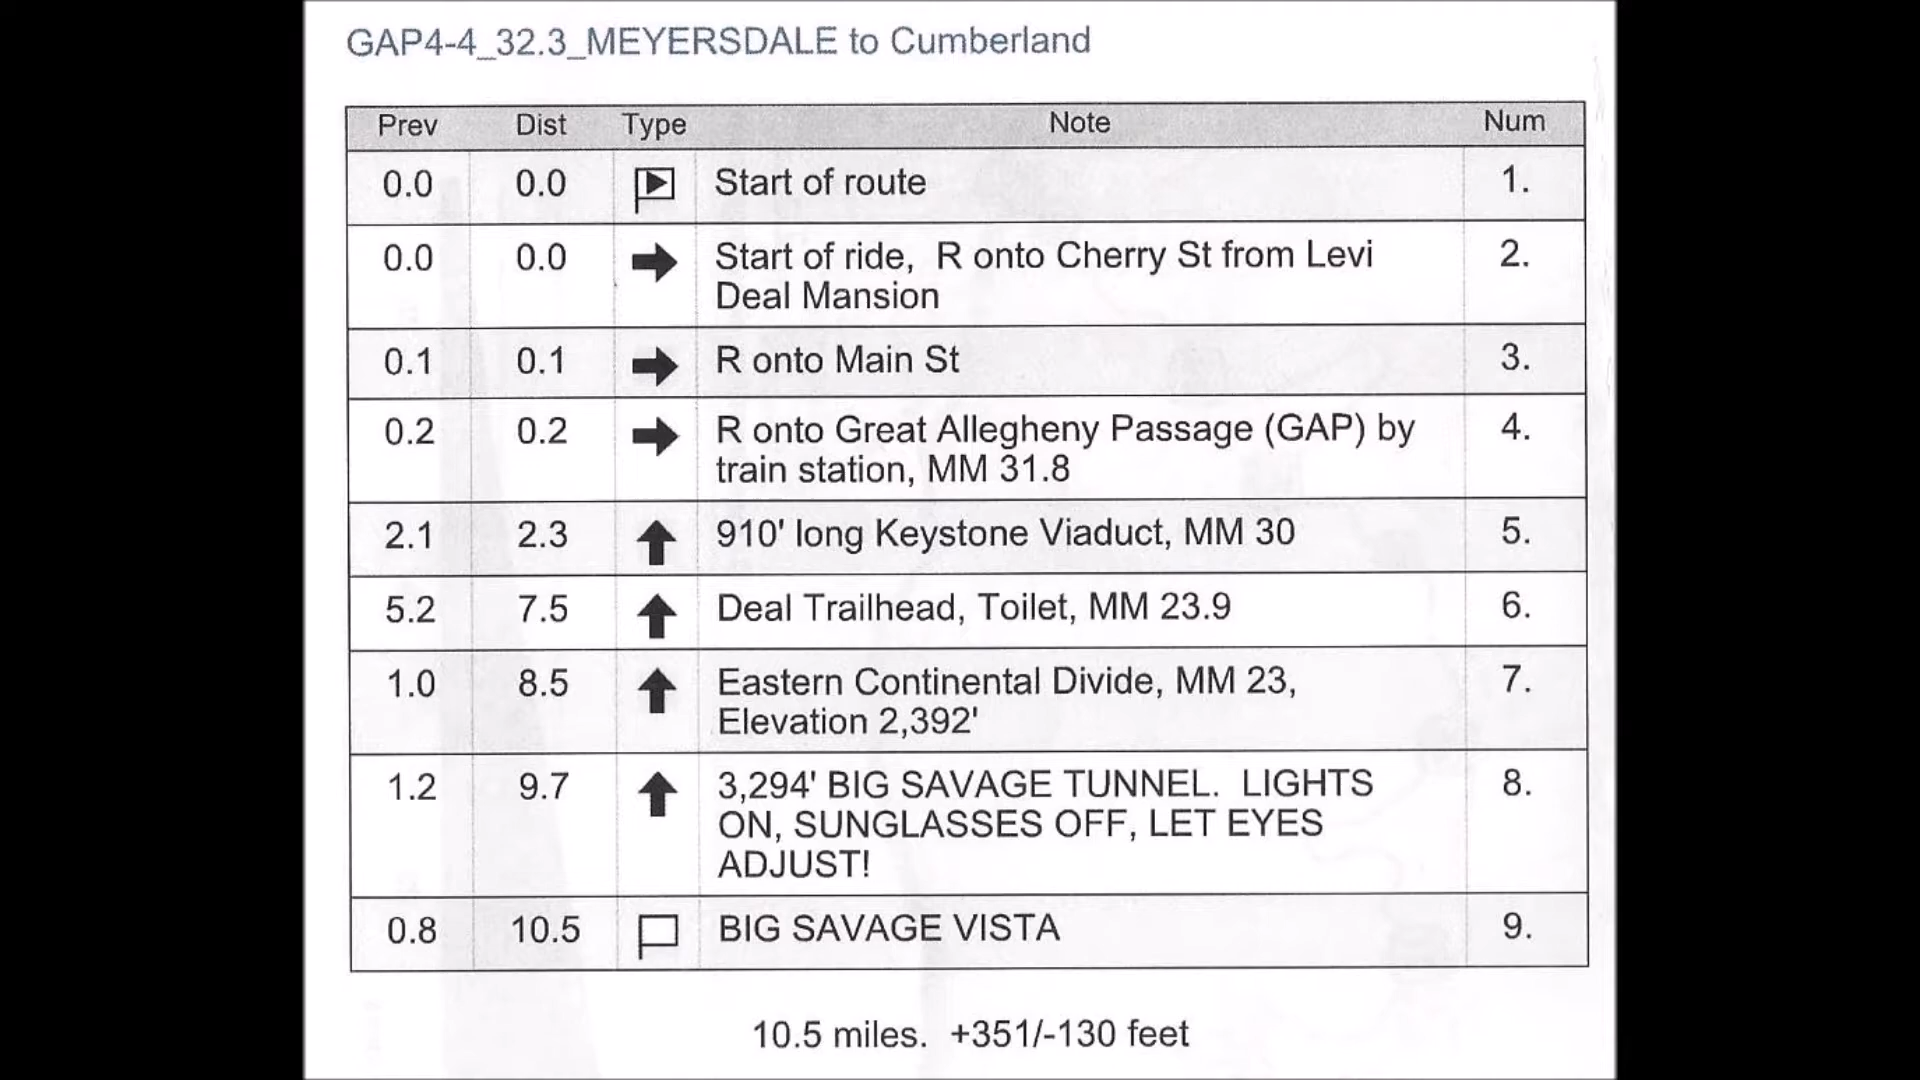 GAP4-4_32.3_MEYERSDALE to Cumberland
Prev Dist Type Note Num
0.0 0.0 Start of route 1.
0.0 0.0 Start of ride, R onto Cherry St from Levi 2.
Deal Mansion
0.1 0.1 R onto Main St 3.
0.2 0.2 R onto Great Allegheny Passage (GAP) by 4.
train station, MM 31.8
2.1 2.3 910' long Keystone Viaduct, MM 30 5.
5.2 7.5 Deal Trailhead, Toilet, MM 23.9 6.
1.0 8.5 Eastern Continental Divide, MM 23, 7.
Elevation 2,392'
1.2 9.7 3,294' BIG SAVAGE TUNNEL. LIGHTS 8.
ON, SUNGLASSES OFF, LET EYES
ADJUST!
0.8 10.5 BIG SAVAGE VISTA 9.
10.5 miles. +351/-130 feet